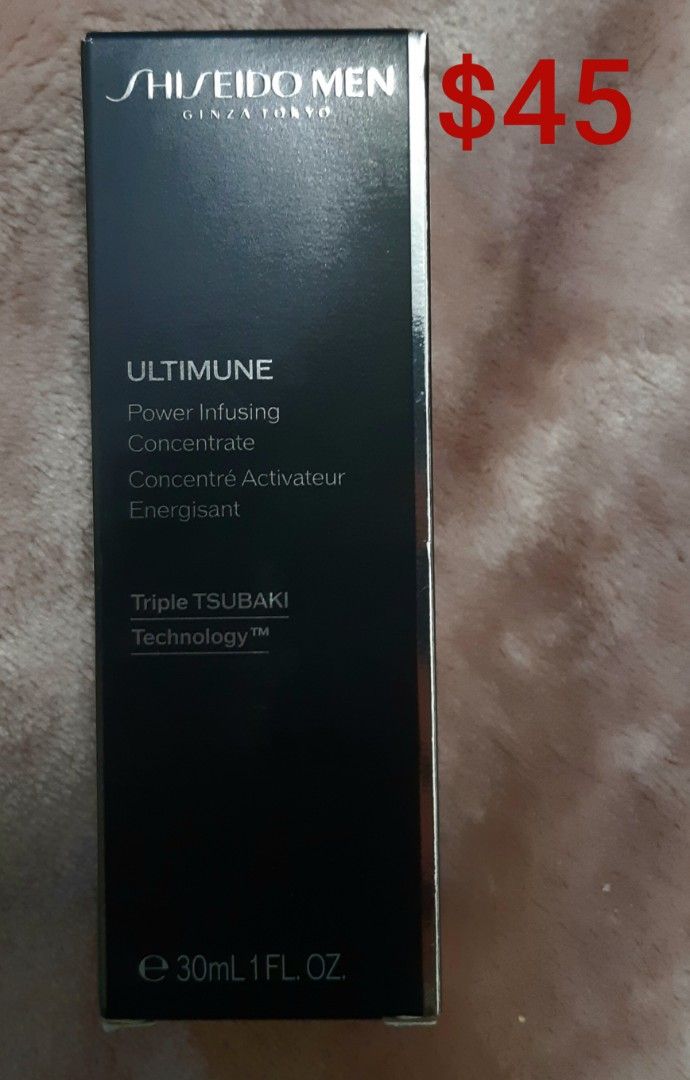 SHISEIDO MEN
GINZA TOKYO
$45
ULTIMUNE
Power Infusing
Concentrate
Concentré Activateur
Energisant
Triple TSUBAKI
Technology™
℮ 30mL 1 FL. OZ.